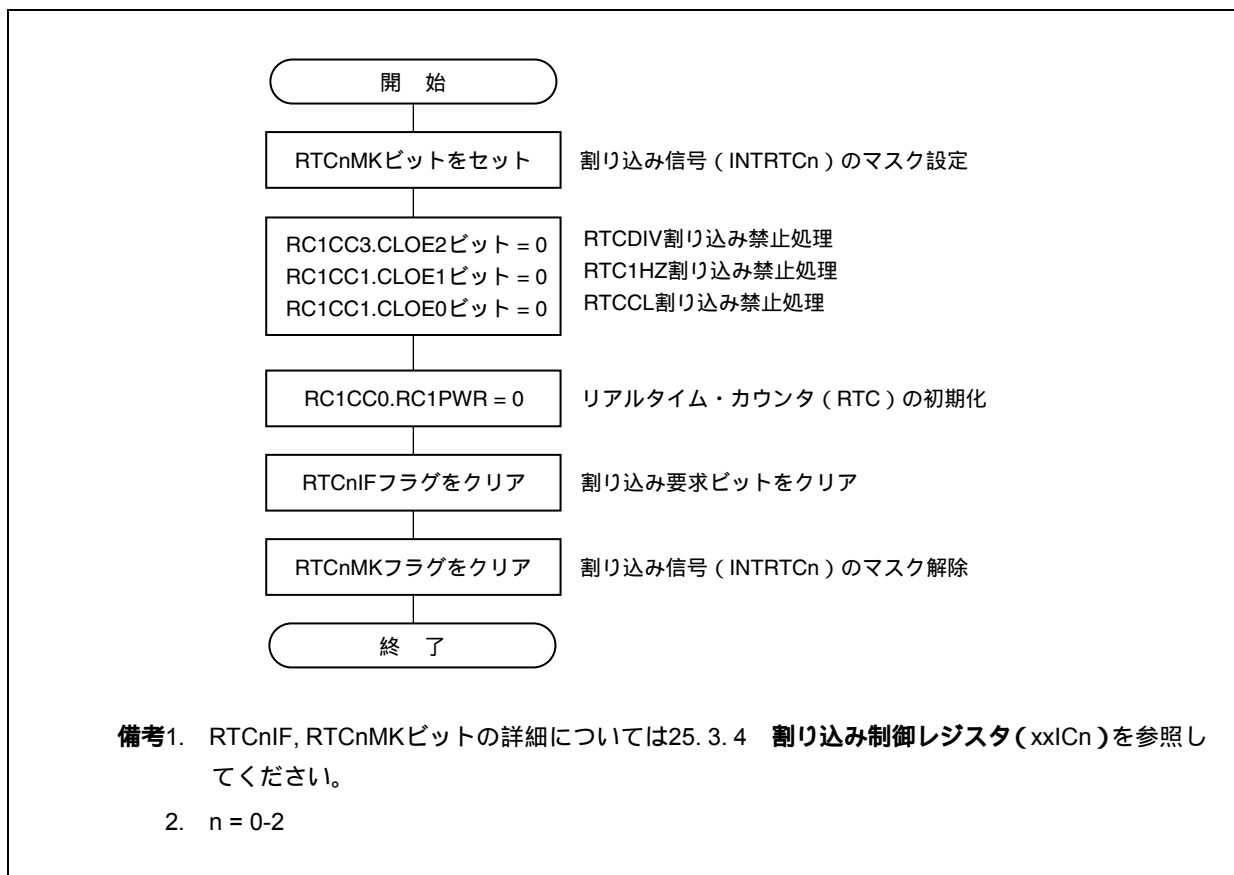 開　始
RTCnMKビットをセット　割り込み信号（INTRTCn）のマスク設定
RC1CC3.CLOE2ビット = 0　RTCDIV割り込み禁止処理
RC1CC1.CLOE1ビット = 0　RTC1HZ割り込み禁止処理
RC1CC1.CLOE0ビット = 0　RTCCL割り込み禁止処理
RC1CC0.RC1PWR = 0　リアルタイム・カウンタ（RTC）の初期化
RTCnIFフラグをクリア　割り込み要求ビットをクリア
RTCnMKフラグをクリア　割り込み信号（INTRTCn）のマスク解除
終　了
備考1.　RTCnIF, RTCnMKビットの詳細については25. 3. 4　割り込み制御レジスタ（xxICn）を参照し
てください。
2.　n = 0-2